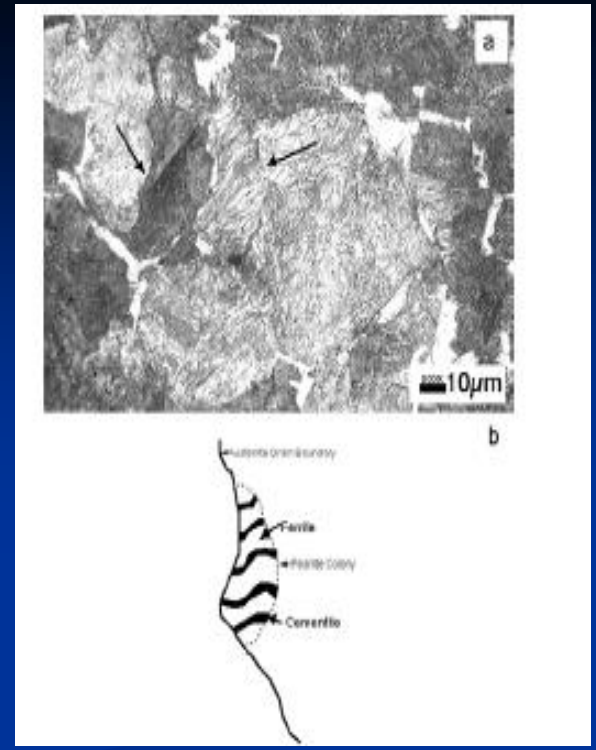 a
10µm
b
Austenite Grain Boundary
Ferrite
Pearlite Colony
Cementite